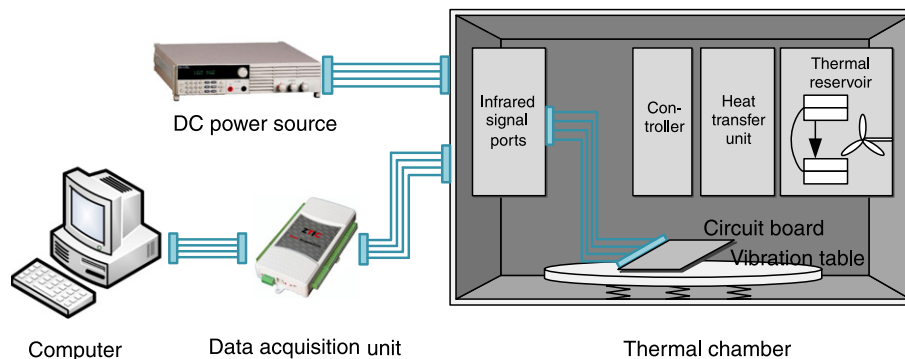 DC power source
Infrared
signal
ports
Con-
troller
Heat
transfer
unit
Thermal
reservoir
Circuit board
Vibration table
Computer
Data acquisition unit
Thermal chamber